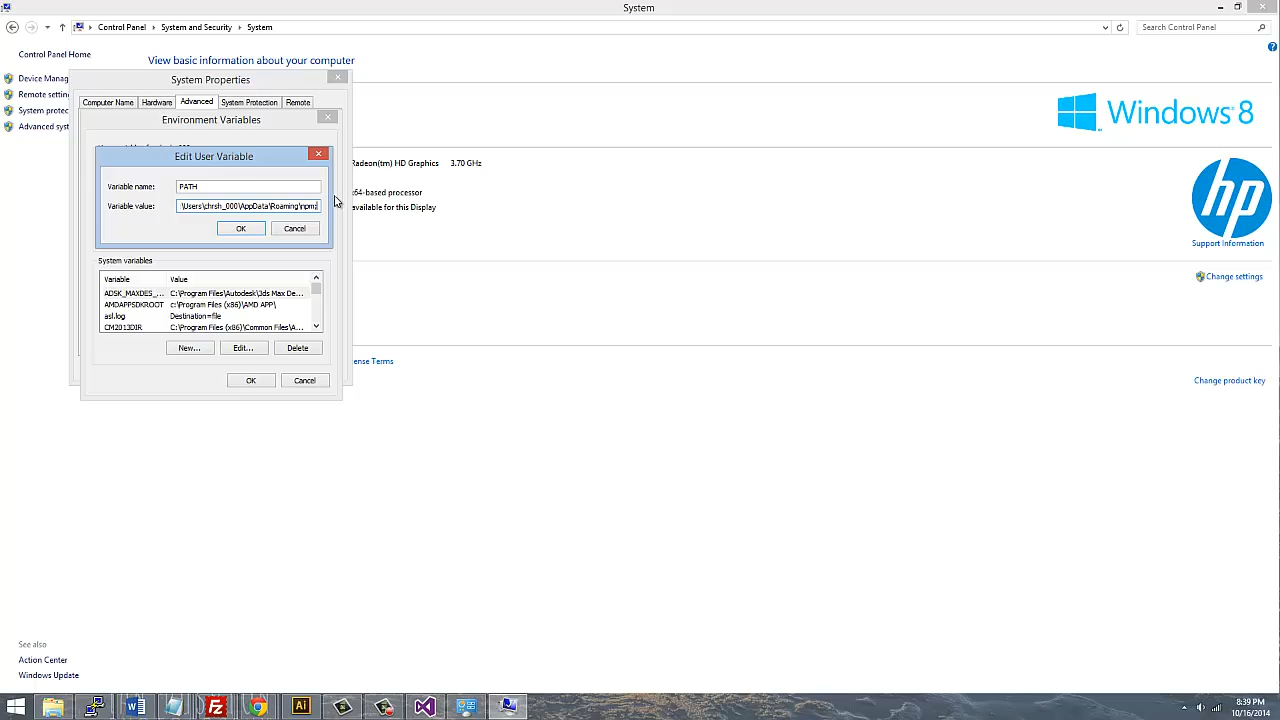 System
Control Panel System and Security System
Search Control Panel
Control Panel Home
View basic information about your computer
Device Manag
Remote settin
System protec
Advanced syst
System Properties
Computer Name Hardware Advanced System Protection Remote
Environment Variables
Windows 8
Edit User Variable
Radeon(tm) HD Graphics 3.70 GHz
Variable name: PATH
x64-based processor
Variable value: \Users\chrsh_000\AppData\Roaming\npm;
available for this Display
OK Cancel
hp
Support Information
System variables
Variable Value
ADSK_MAXDES_... C:\Program Files\Autodesk\3ds Max De...
AMDAPPSDKROOT c:\Program Files (x86)\AMD APP\
asl.log Destination=file
CM2013DIR C:\Program Files (x86)\Common Files\A...
Change settings
New... Edit... Delete
ense Terms
OK Cancel
Change product key
See also
Action Center
Windows Update
Fz
Ai
8:39 PM
10/16/2014